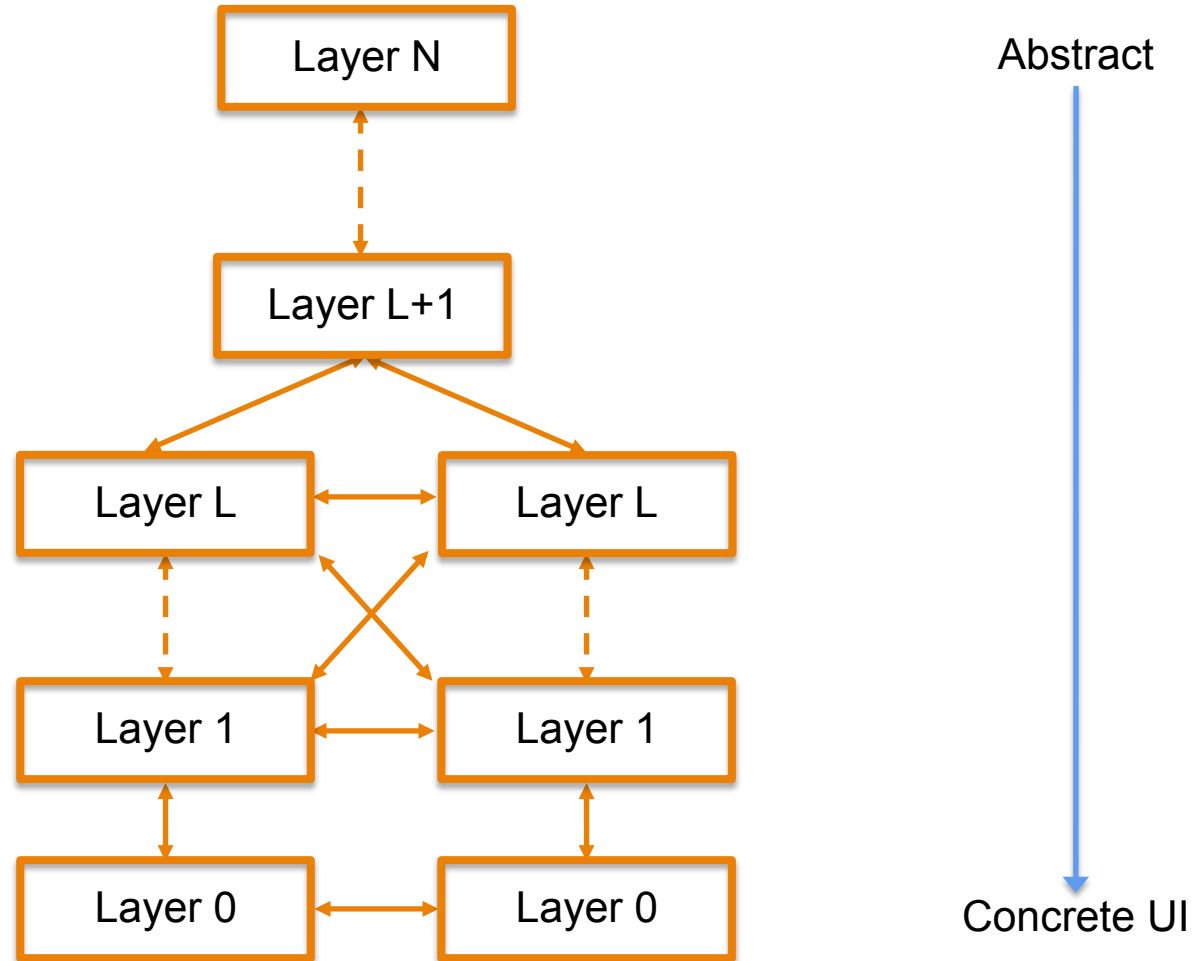 Layer N
Abstract
Layer L+1
Layer L
Layer L
Layer 1
Layer 1
Layer 0
Layer 0
Concrete UI